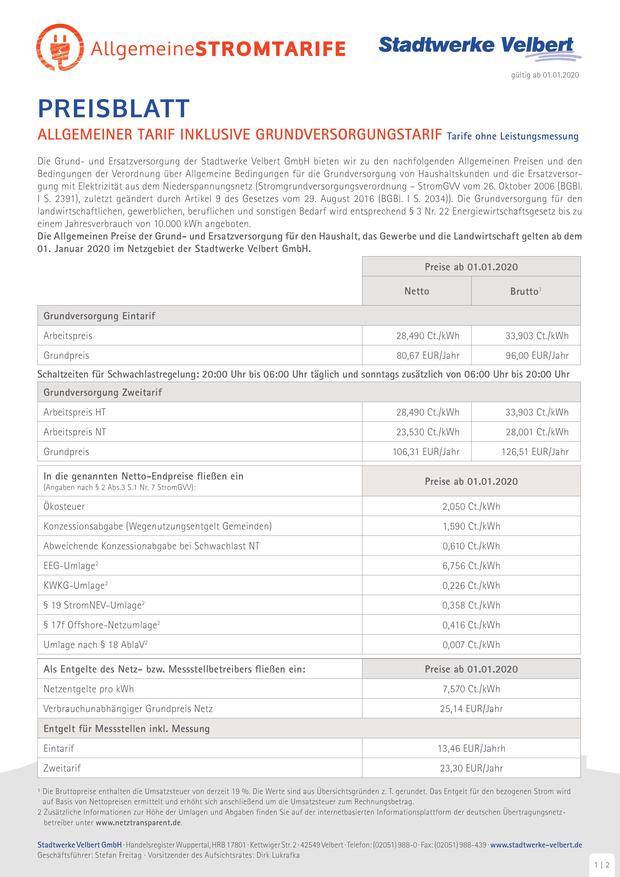 AllgemeineSTROMTARIFE
Stadtwerke Velbert
gültig ab 01.01.2020
PREISBLATT
ALLGEMEINER TARIF INKLUSIVE GRUNDVERSORGUNGSTARIF Tarife ohne Leistungsmessung
Die Grund- und Ersatzversorgung der Stadtwerke Velbert GmbH bieten wir zu den nachfolgenden Allgemeinen Preisen und den
Bedingungen der Verordnung über Allgemeine Bedingungen für die Grundversorgung von Haushaltskunden und die Ersatzversor-
gung mit Elektrizität aus dem Niederspannungsnetz (Stromgrundversorgungsverordnung – StromGVV vom 26. Oktober 2006 (BGBl.
I S. 2391), zuletzt geändert durch Artikel 9 des Gesetzes vom 29. August 2016 (BGBl. I S. 2034)). Die Grundversorgung für den
landwirtschaftlichen, gewerblichen, beruflichen und sonstigen Bedarf wird entsprechend § 3 Nr. 22 Energiewirtschaftsgesetz bis zu
einem Jahresverbrauch von 10.000 kWh angeboten.
Die Allgemeinen Preise der Grund- und Ersatzversorgung für den Haushalt, das Gewerbe und die Landwirtschaft gelten ab dem
01. Januar 2020 im Netzgebiet der Stadtwerke Velbert GmbH.
Preise ab 01.01.2020
Netto Brutto¹
Grundversorgung Eintarif
Arbeitspreis 28,490 Ct./kWh 33,903 Ct./kWh
Grundpreis 80,67 EUR/Jahr 96,00 EUR/Jahr
Schaltzeiten für Schwachlastregelung: 20:00 Uhr bis 06:00 Uhr täglich und sonntags zusätzlich von 06:00 Uhr bis 20:00 Uhr
Grundversorgung Zweitarif
Arbeitspreis HT 28,490 Ct./kWh 33,903 Ct./kWh
Arbeitspreis NT 23,530 Ct./kWh 28,001 Ct./kWh
Grundpreis 106,31 EUR/Jahr 126,51 EUR/Jahr
In die genannten Netto-Endpreise fließen ein Preise ab 01.01.2020
(Angaben nach § 2 Abs.3 S.1 Nr. 7 StromGVV):
Ökosteuer 2,050 Ct./kWh
Konzessionsabgabe (Wegenutzungsentgelt Gemeinden) 1,590 Ct./kWh
Abweichende Konzessionabgabe bei Schwachlast NT 0,610 Ct./kWh
EEG-Umlage² 6,756 Ct./kWh
KWKG-Umlage² 0,226 Ct./kWh
§ 19 StromNEV-Umlage² 0,358 Ct./kWh
§ 17f Offshore-Netzumlage² 0,416 Ct./kWh
Umlage nach § 18 AblaV² 0,007 Ct./kWh
Als Entgelte des Netz- bzw. Messstellbetreibers fließen ein: Preise ab 01.01.2020
Netzentgelte pro kWh 7,570 Ct./kWh
Verbrauchunabhängiger Grundpreis Netz 25,14 EUR/Jahr
Entgelt für Messstellen inkl. Messung
Eintarif 13,46 EUR/Jahrh
Zweitarif 23,30 EUR/Jahr
¹ Die Bruttopreise enthalten die Umsatzsteuer von derzeit 19 %. Die Werte sind aus Übersichtsgründen z. T. gerundet. Das Entgelt für den bezogenen Strom wird
auf Basis von Nettopreisen ermittelt und erhöht sich anschließend um die Umsatzsteuer zum Rechnungsbetrag.
2 Zusätzliche Informationen zur Höhe der Umlagen und Abgaben finden Sie auf der internetbasierten Informationsplattform der deutschen Übertragungsnetz-
betreiber unter www.netztransparent.de.
Stadtwerke Velbert GmbH · Handelsregister Wuppertal, HRB 17801 · Kettwiger Str. 2 · 42549 Velbert · Telefon: (02051) 988-0 · Fax: (02051) 988-439 · www.stadtwerke-velbert.de
Geschäftsführer: Stefan Freitag · Vorsitzender des Aufsichtsrates: Dirk Lukrafka
1 | 2